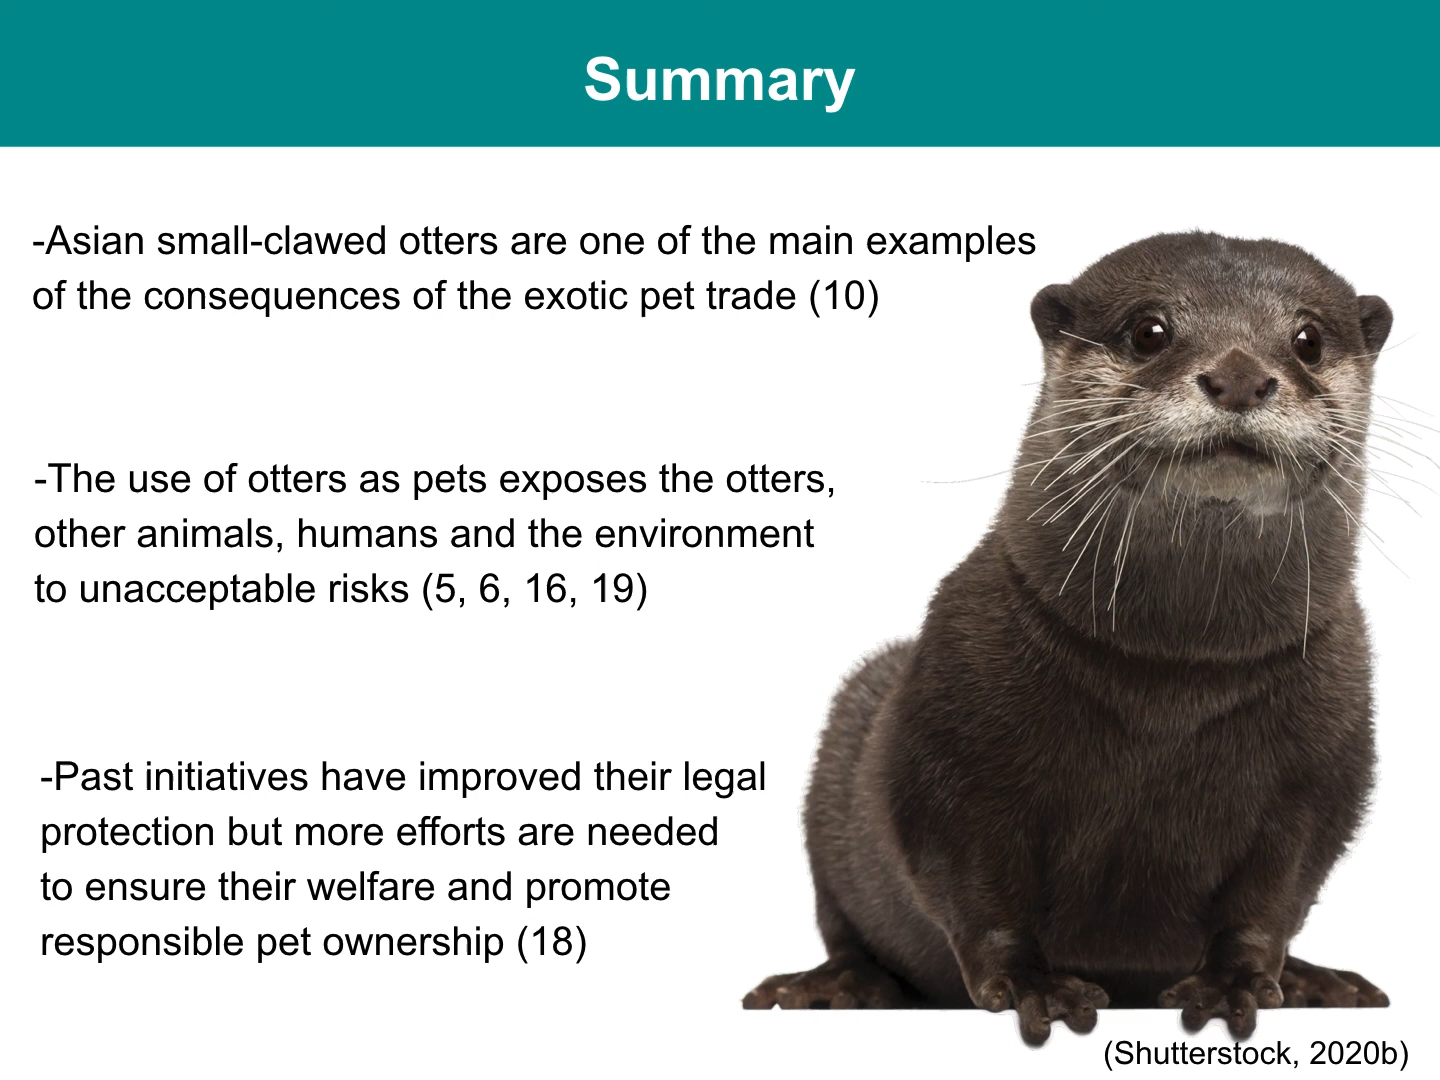 Summary
-Asian small-clawed otters are one of the main examples
of the consequences of the exotic pet trade (10)
-The use of otters as pets exposes the otters,
other animals, humans and the environment
to unacceptable risks (5, 6, 16, 19)
-Past initiatives have improved their legal
protection but more efforts are needed
to ensure their welfare and promote
responsible pet ownership (18)
(Shutterstock, 2020b)